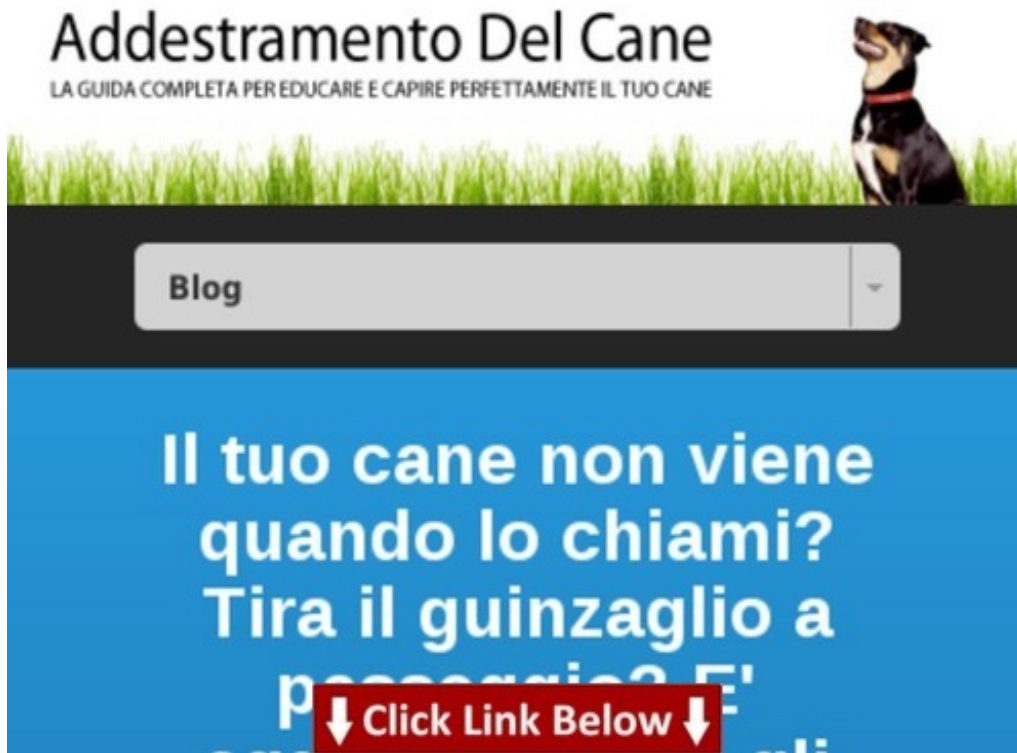 Addestramento Del Cane
LA GUIDA COMPLETA PER EDUCARE E CAPIRE PERFETTAMENTE IL TUO CANE
Blog
Il tuo cane non viene
quando lo chiami?
Tira il guinzaglio a
passeggio? E'
Click Link Below